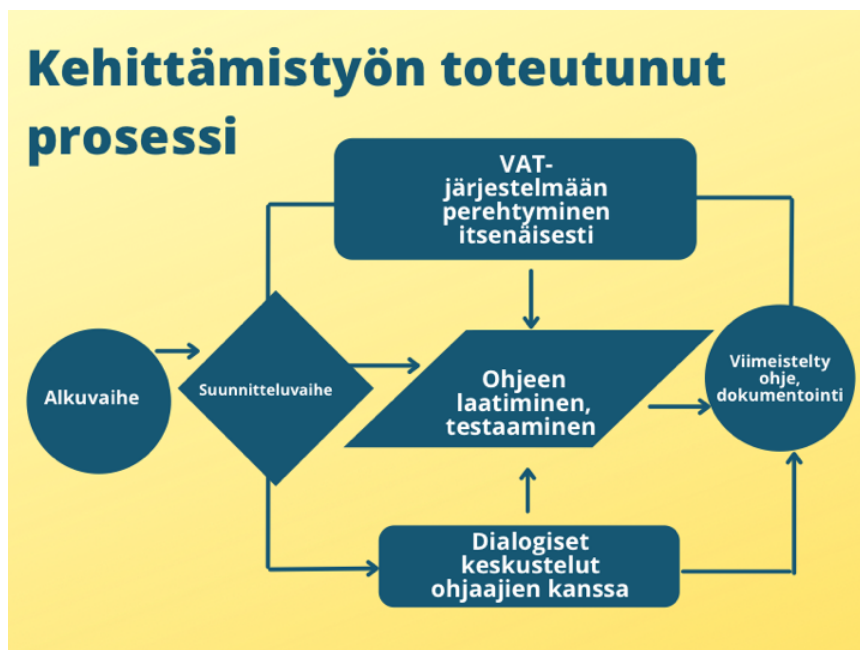 Kehittämistyön toteutunut
prosessi
VAT-
järjestelmään
perehtyminen
itsenäisesti
Alkuvaihe
Suunnitteluvaihe
Ohjeen
laatiminen,
testaaminen
Viimeistelty
ohje,
dokumentointi
Dialogiset
keskustelut
ohjaajien kanssa